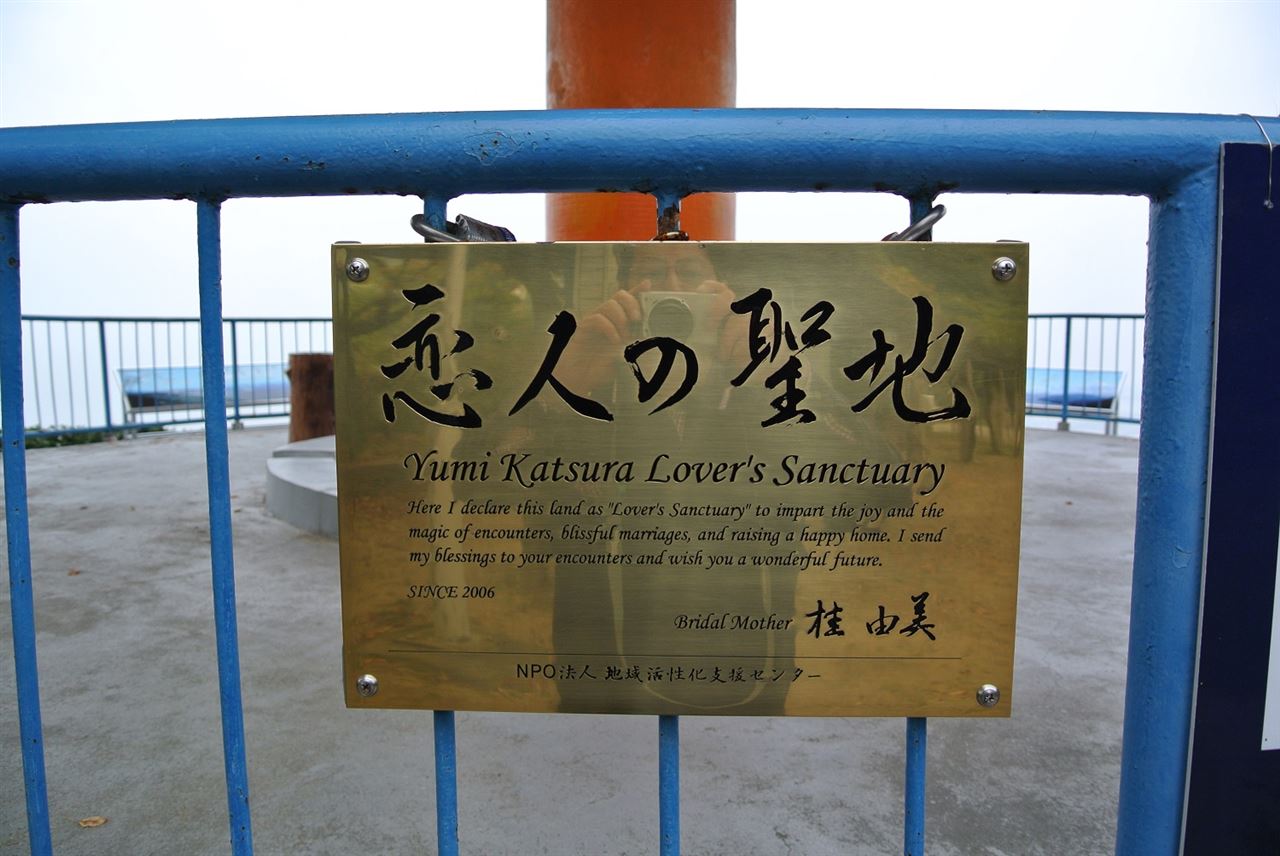 恋人の聖地
Yumi Katsura Lover's Sanctuary
Here I declare this land as "Lover's Sanctuary" to impart the joy and the
magic of encounters, blissful marriages, and raising a happy home. I send
my blessings to your encounters and wish you a wonderful future.
SINCE 2006
Bridal Mother 桂 由美
NPO法人 地域活性化支援センター